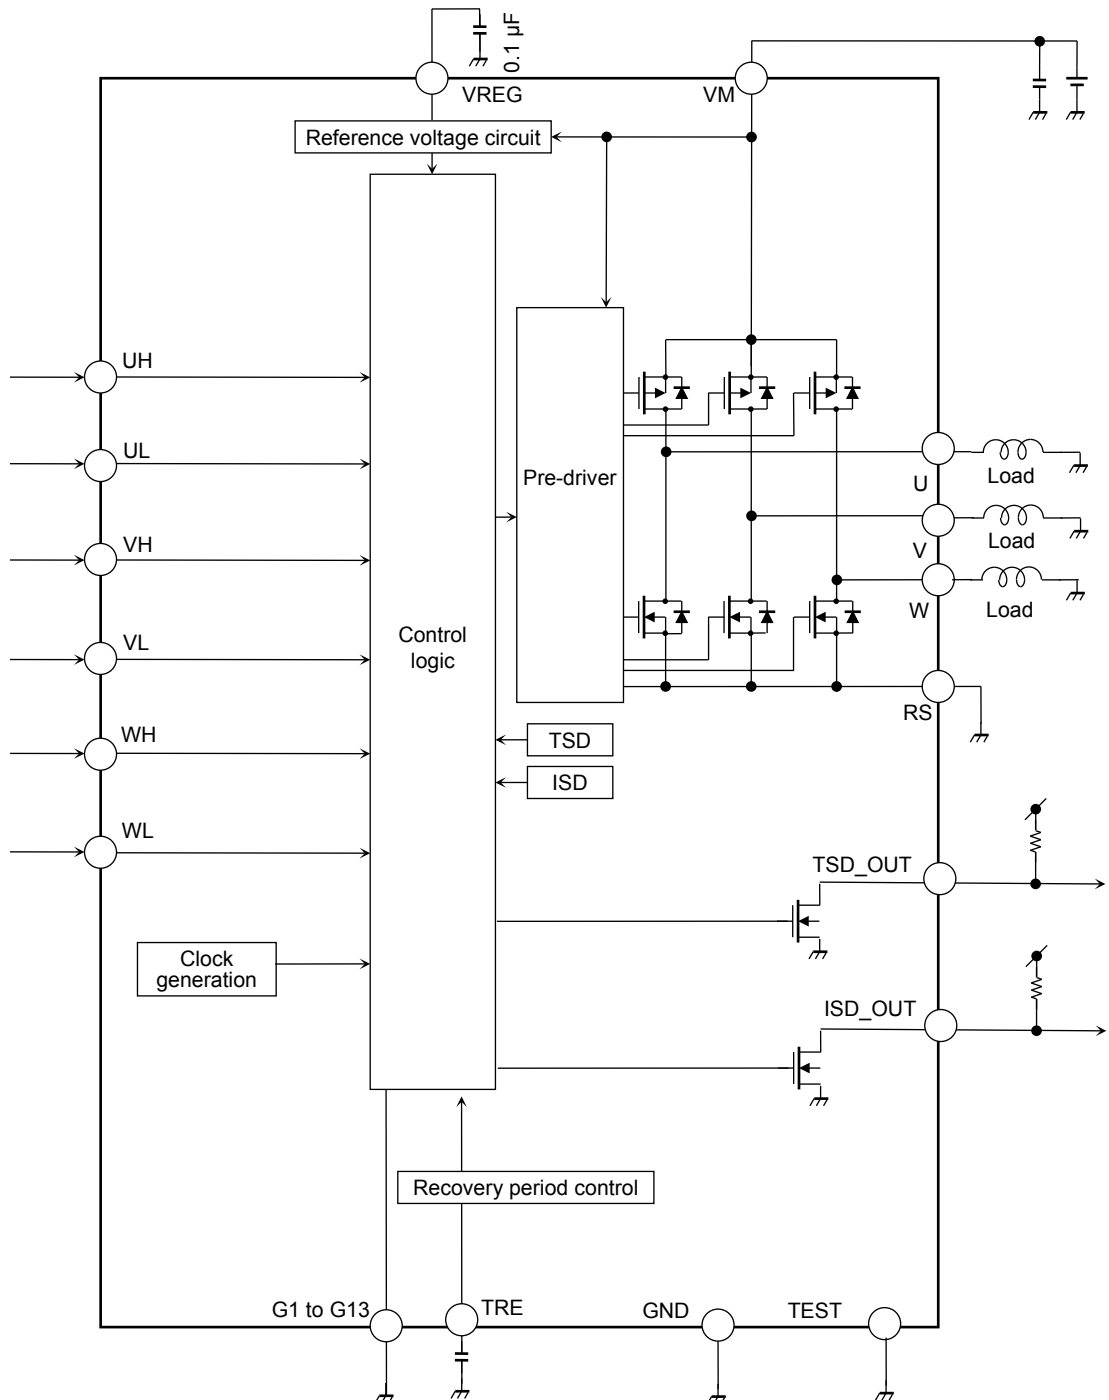 0.1 µF
VREG
VM
Reference voltage circuit
UH
UL
VH
VL
WH
WL
Pre-driver
Control
logic
U
Load
V
Load
W
Load
RS
TSD
ISD
TSD_OUT
Clock
generation
ISD_OUT
Recovery period control
G1 to G13
TRE
GND
TEST